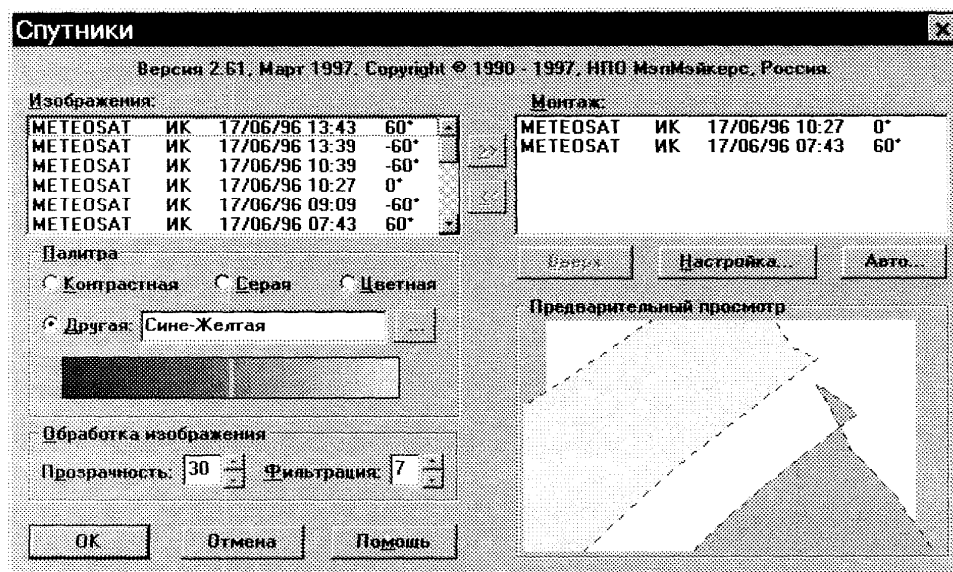 Спутники
Версия 2.61, Март 1997, Copyright © 1990 - 1997, НПО МэпМэйкерс, Россия.
Изображения:
METEOSAT ИК 17/06/96 13:43 60°
METEOSAT ИК 17/06/96 13:39 -60°
METEOSAT ИК 17/06/96 10:39 -60°
METEOSAT ИК 17/06/96 10:27 0°
METEOSAT ИК 17/06/96 09:09 -60°
METEOSAT ИК 17/06/96 07:43 60°
>>
<<
Монтаж:
METEOSAT ИК 17/06/96 10:27 0°
METEOSAT ИК 17/06/96 07:43 60°
Вверх Настройка... Авто...
Палитра
Контрастная Серая Цветная
Другая: Сине-Желтая ...
Обработка изображения
Прозрачность: 30 Фильтрация: 7
OK Отмена Помощь
Предварительный просмотр